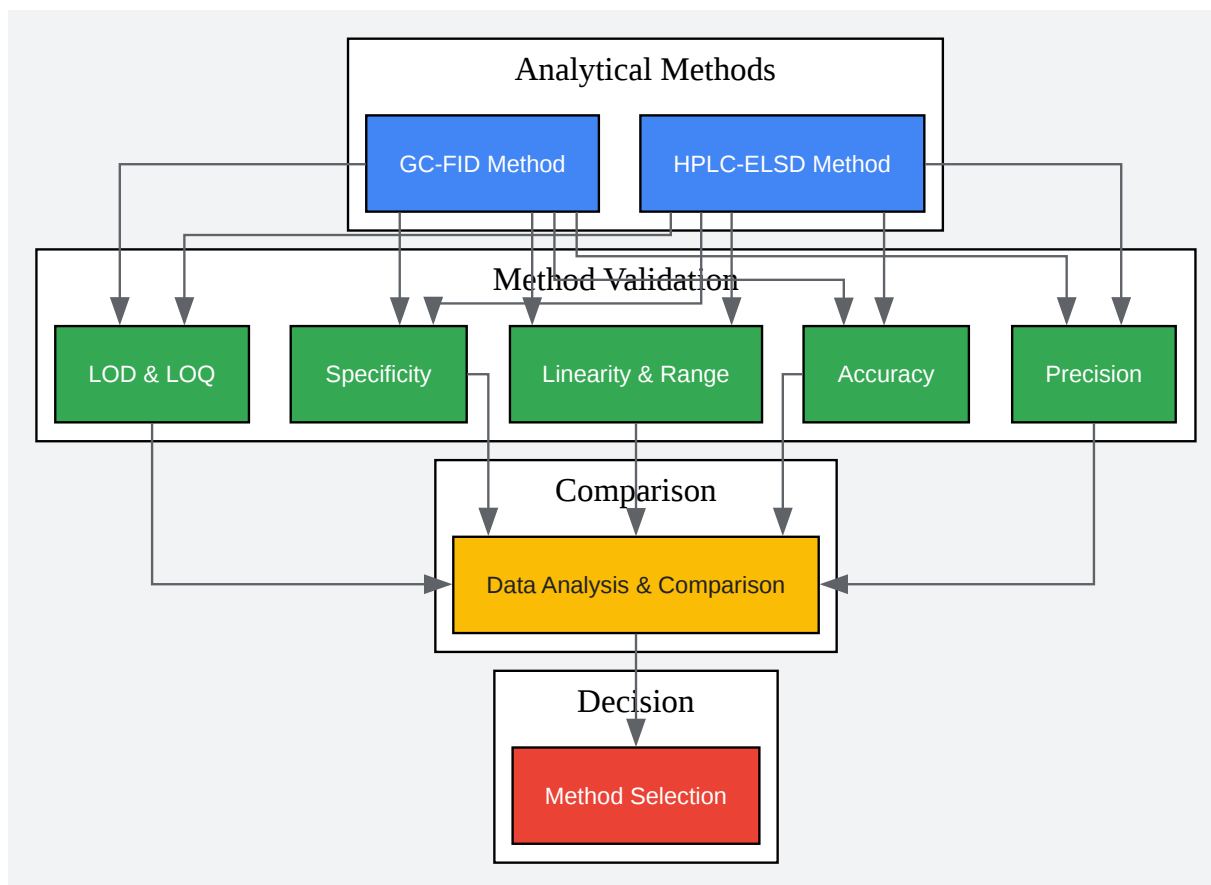 Analytical Methods
GC-FID Method
HPLC-ELSD Method
Method Validation
LOD & LOQ
Specificity
Linearity & Range
Accuracy
Precision
Comparison
Data Analysis & Comparison
Decision
Method Selection